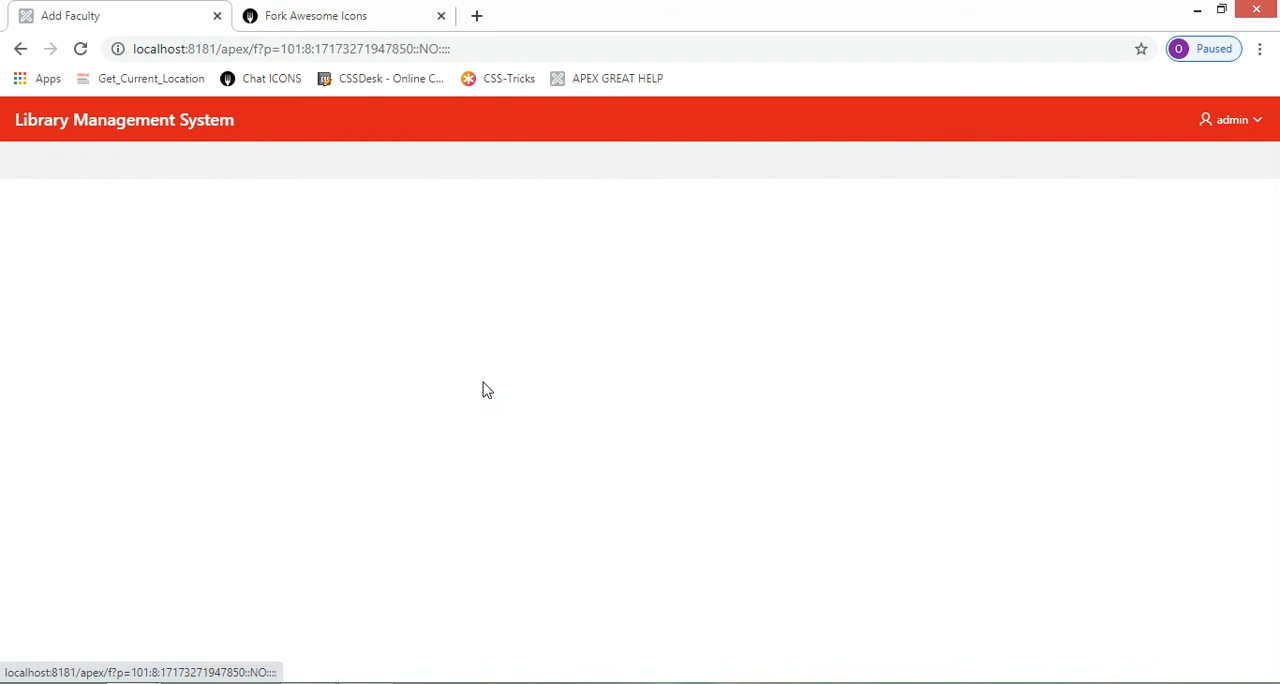 Add Faculty
Fork Awesome Icons
localhost:8181/apex/f?p=101:8:17173271947850::NO::::
O Paused
Apps Get_Current_Location Chat ICONS CSSDesk - Online C... CSS-Tricks APEX GREAT HELP
Library Management System
admin
localhost:8181/apex/f?p=101:8:17173271947850::NO::::